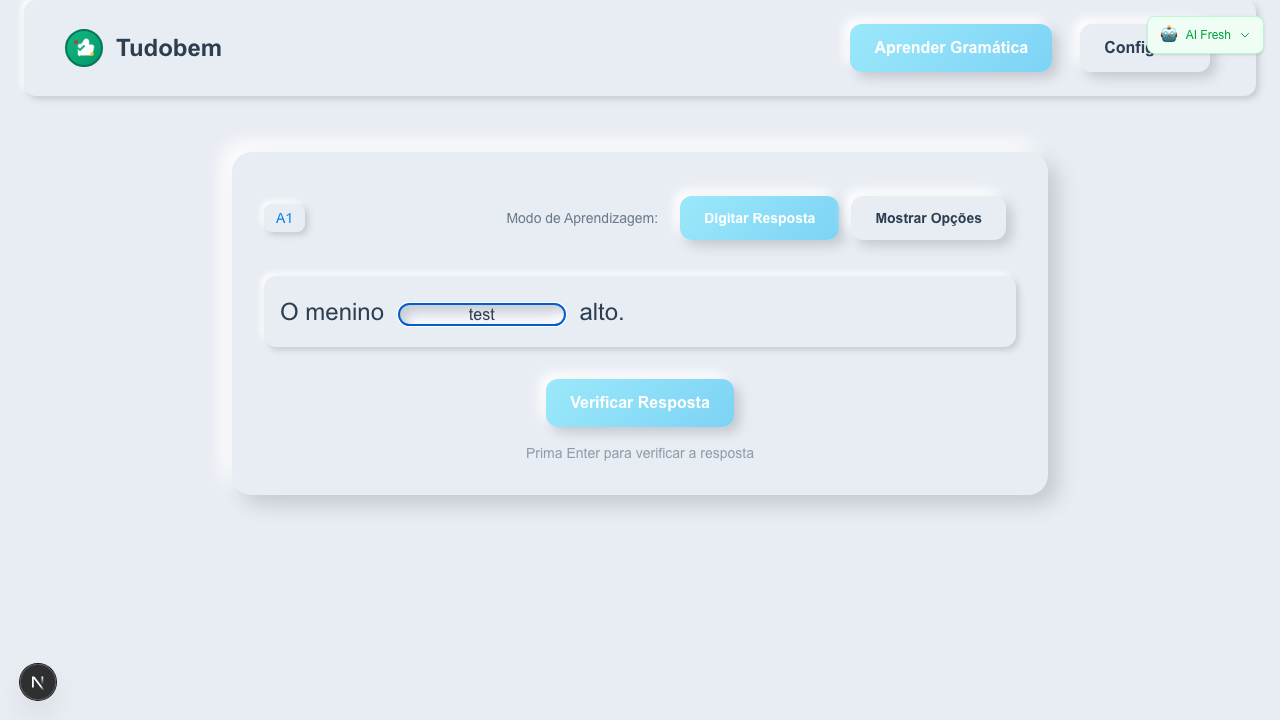 Tudobem
Aprender Gramática
Config
AI Fresh
A1
Modo de Aprendizagem:
Digitar Resposta
Mostrar Opções
O menino test alto.
Verificar Resposta
Prima Enter para verificar a resposta
N